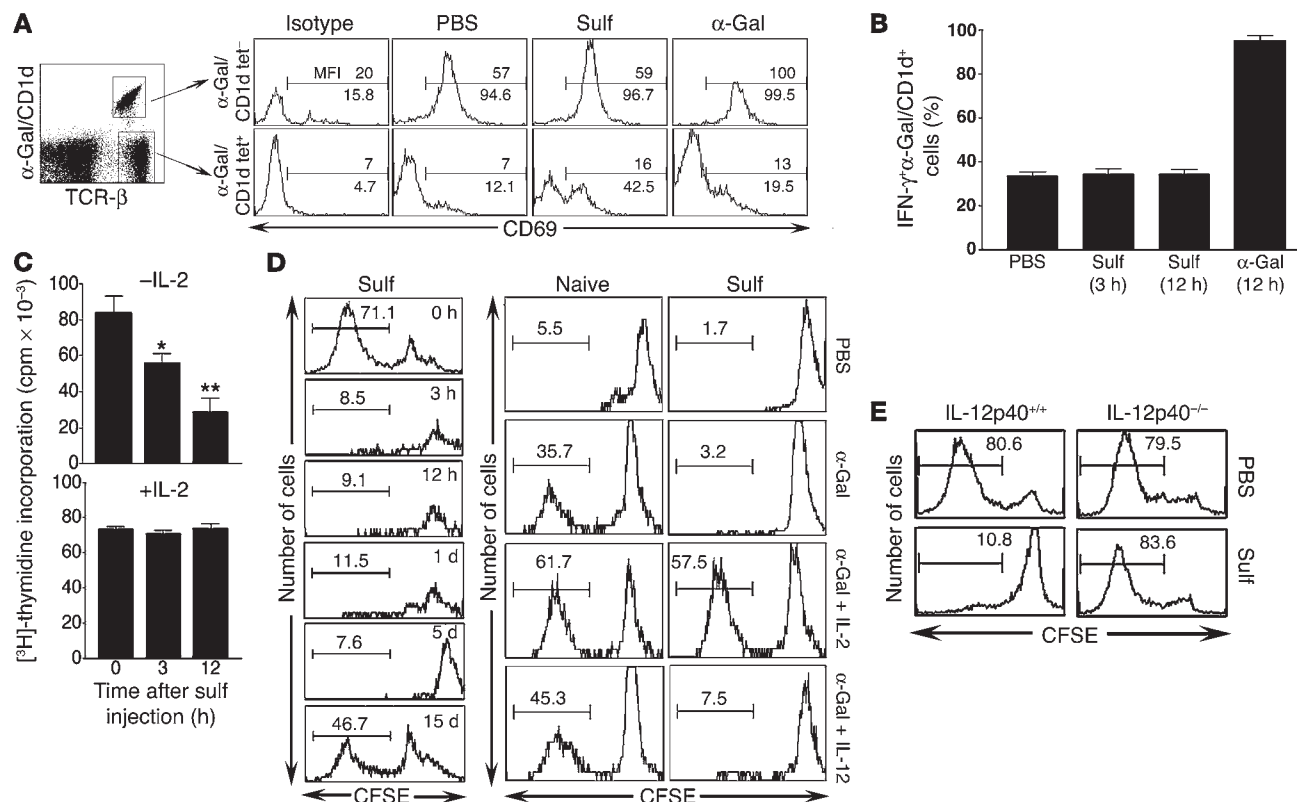 A
Isotype
PBS
Sulf
α-Gal
α-Gal/CD1d
TCR-β
α-Gal/
CD1d tet⁻
MFI 20
15.8
57
94.6
59
96.7
100
99.5
α-Gal/
CD1d tet⁺
7
4.7
7
12.1
16
42.5
13
19.5
CD69
B
IFN-γ⁺α-Gal/CD1d⁺
cells (%)
100
80
60
40
20
0
PBS
Sulf
(3 h)
Sulf
(12 h)
α-Gal
(12 h)
C
[³H]-thymidine incorporation (cpm × 10⁻³)
–IL-2
100
80
60
40
20
0
*
**
+IL-2
100
80
60
40
20
0
0
3
12
Time after sulf
injection (h)
D
Sulf
Number of cells
71.1
0 h
8.5
3 h
9.1
12 h
11.5
1 d
7.6
5 d
46.7
15 d
CFSE
Naive
Sulf
Number of cells
5.5
1.7
PBS
35.7
3.2
α-Gal
61.7
57.5
α-Gal + IL-2
45.3
7.5
α-Gal + IL-12
CFSE
E
IL-12p40⁺/⁺
IL-12p40⁻/⁻
Number of cells
80.6
79.5
PBS
10.8
83.6
Sulf
CFSE